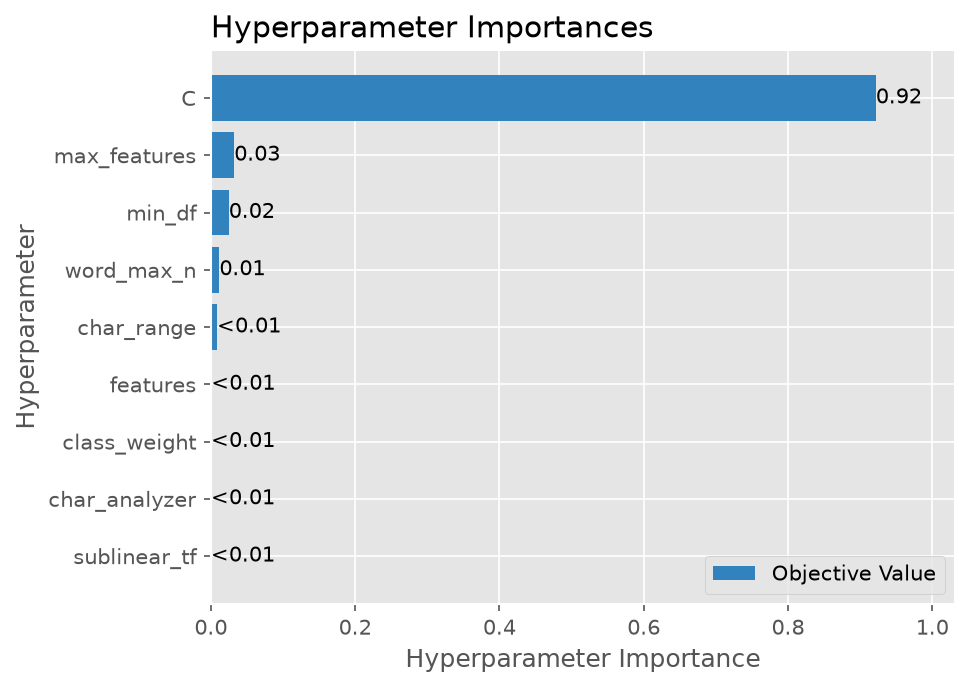 Hyperparameter Importances
Hyperparameter
C
0.92
max_features
0.03
min_df
0.02
word_max_n
0.01
char_range
<0.01
features
<0.01
class_weight
<0.01
char_analyzer
<0.01
sublinear_tf
<0.01
Objective Value
0.0 0.2 0.4 0.6 0.8 1.0
Hyperparameter Importance